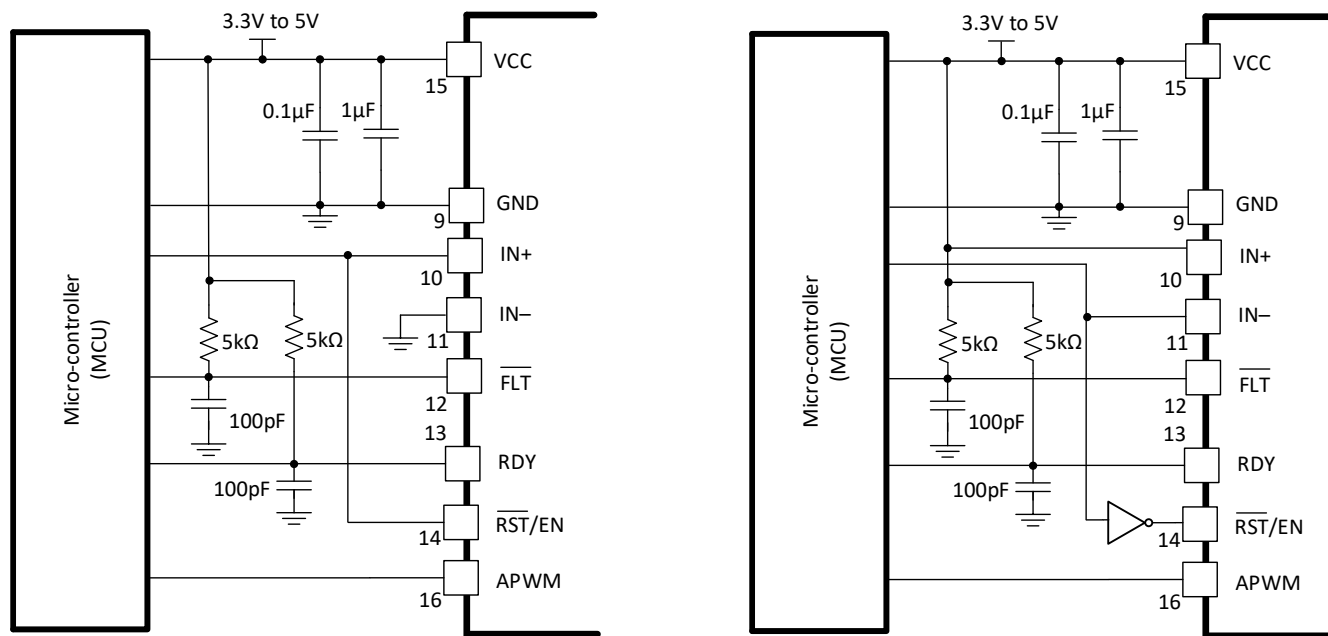 3.3V to 5V
VCC
15
0.1µF
1µF
GND
9
IN+
10
IN–
11
5kΩ
5kΩ
Micro-controller
(MCU)
FLT
12
100pF
13
RDY
100pF
RST/EN
14
APWM
16
3.3V to 5V
VCC
15
0.1µF
1µF
GND
9
IN+
10
IN–
11
5kΩ
5kΩ
Micro-controller
(MCU)
FLT
12
100pF
13
RDY
100pF
RST/EN
14
APWM
16